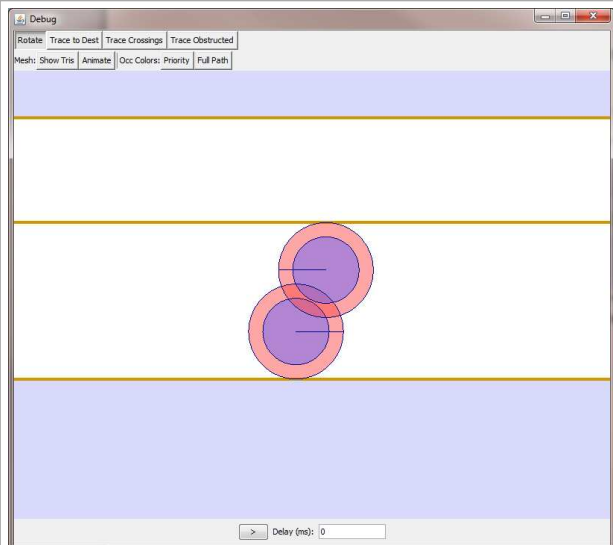 Debug
Rotate Trace to Dest Trace Crossings Trace Obstructed
Mesh: Show Tris Animate Occ Colors: Priority Full Path
> Delay (ms): 0